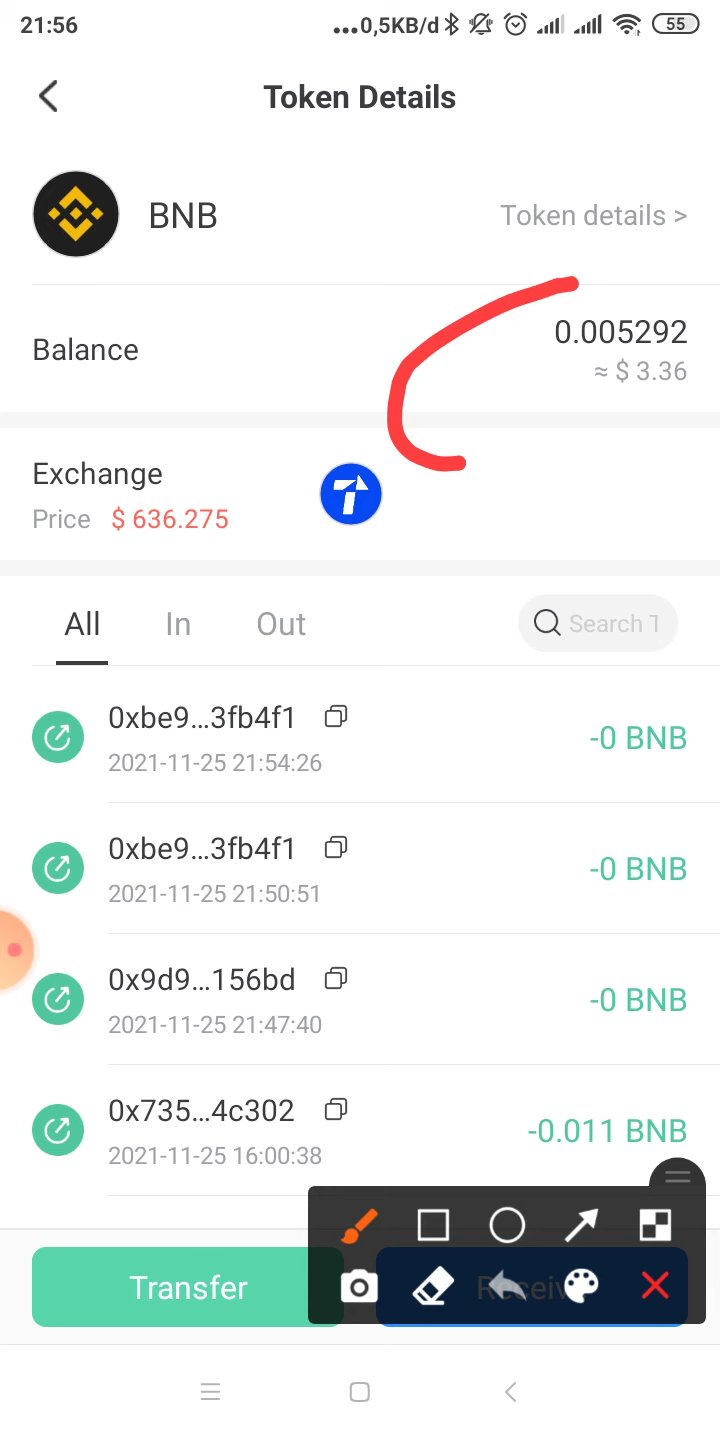 21:56
...0,5KB/d
55
Token Details
BNB
Token details >
Balance
0.005292
≈ $ 3.36
Exchange
Price $ 636.275
All In Out
Search T
0xbe9...3fb4f1
-0 BNB
2021-11-25 21:54:26
0xbe9...3fb4f1
-0 BNB
2021-11-25 21:50:51
0x9d9...156bd
-0 BNB
2021-11-25 21:47:40
0x735...4c302
-0.011 BNB
2021-11-25 16:00:38
Transfer